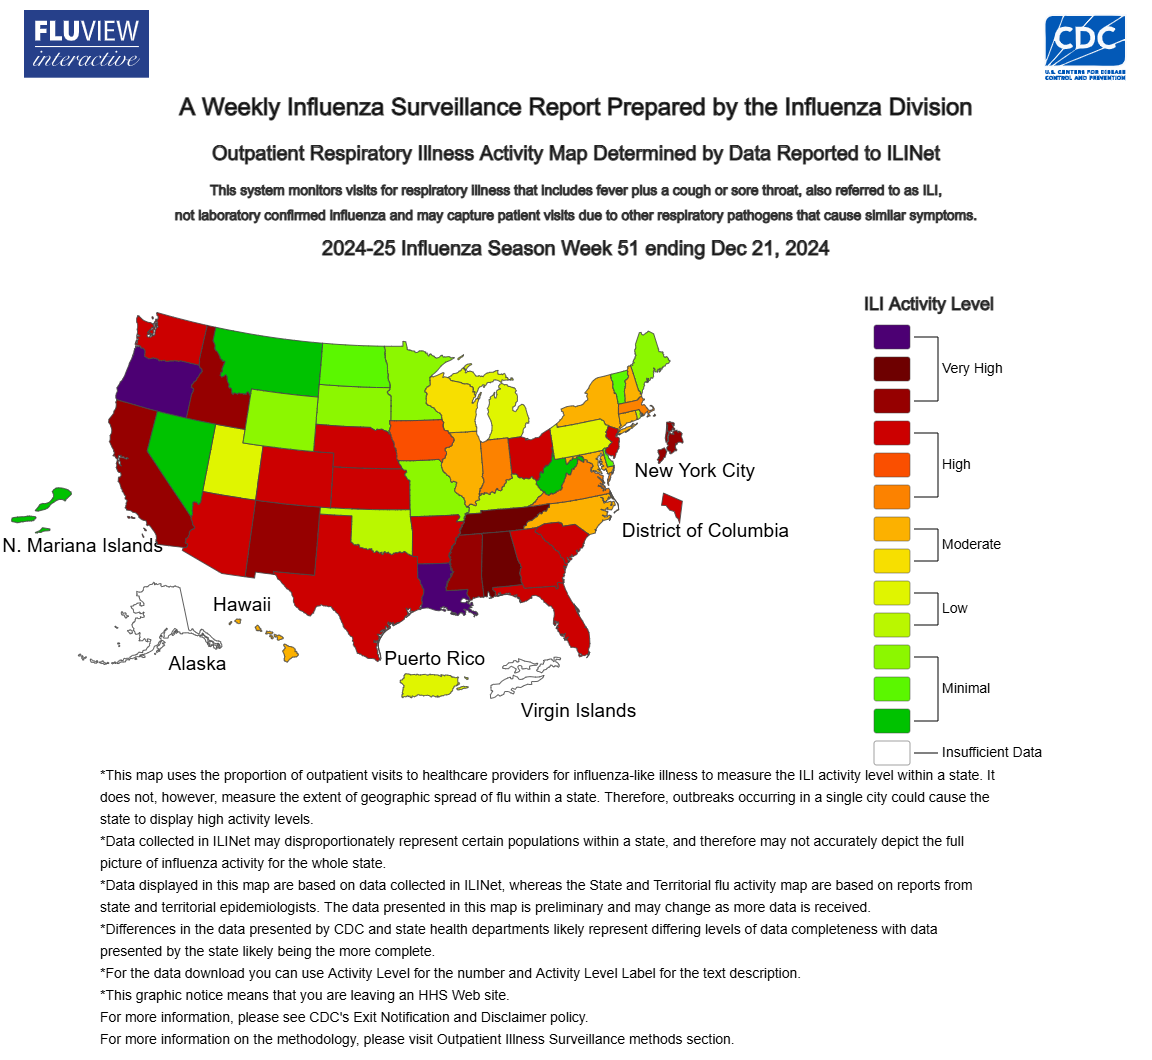 FLUVIEW
interactive
CDC
U.S. CENTERS FOR DISEASE
CONTROL AND PREVENTION
A Weekly Influenza Surveillance Report Prepared by the Influenza Division
Outpatient Respiratory Illness Activity Map Determined by Data Reported to ILINet
This system monitors visits for respiratory illness that includes fever plus a cough or sore throat, also referred to as ILI,
not laboratory confirmed influenza and may capture patient visits due to other respiratory pathogens that cause similar symptoms.
2024-25 Influenza Season Week 51 ending Dec 21, 2024
ILI Activity Level
Very High
High
Moderate
Low
Minimal
Insufficient Data
New York City
District of Columbia
N. Mariana Islands
Hawaii
Alaska
Puerto Rico
Virgin Islands
*This map uses the proportion of outpatient visits to healthcare providers for influenza-like illness to measure the ILI activity level within a state. It
does not, however, measure the extent of geographic spread of flu within a state. Therefore, outbreaks occurring in a single city could cause the
state to display high activity levels.
*Data collected in ILINet may disproportionately represent certain populations within a state, and therefore may not accurately depict the full
picture of influenza activity for the whole state.
*Data displayed in this map are based on data collected in ILINet, whereas the State and Territorial flu activity map are based on reports from
state and territorial epidemiologists. The data presented in this map is preliminary and may change as more data is received.
*Differences in the data presented by CDC and state health departments likely represent differing levels of data completeness with data
presented by the state likely being the more complete.
*For the data download you can use Activity Level for the number and Activity Level Label for the text description.
*This graphic notice means that you are leaving an HHS Web site.
For more information, please see CDC's Exit Notification and Disclaimer policy.
For more information on the methodology, please visit Outpatient Illness Surveillance methods section.